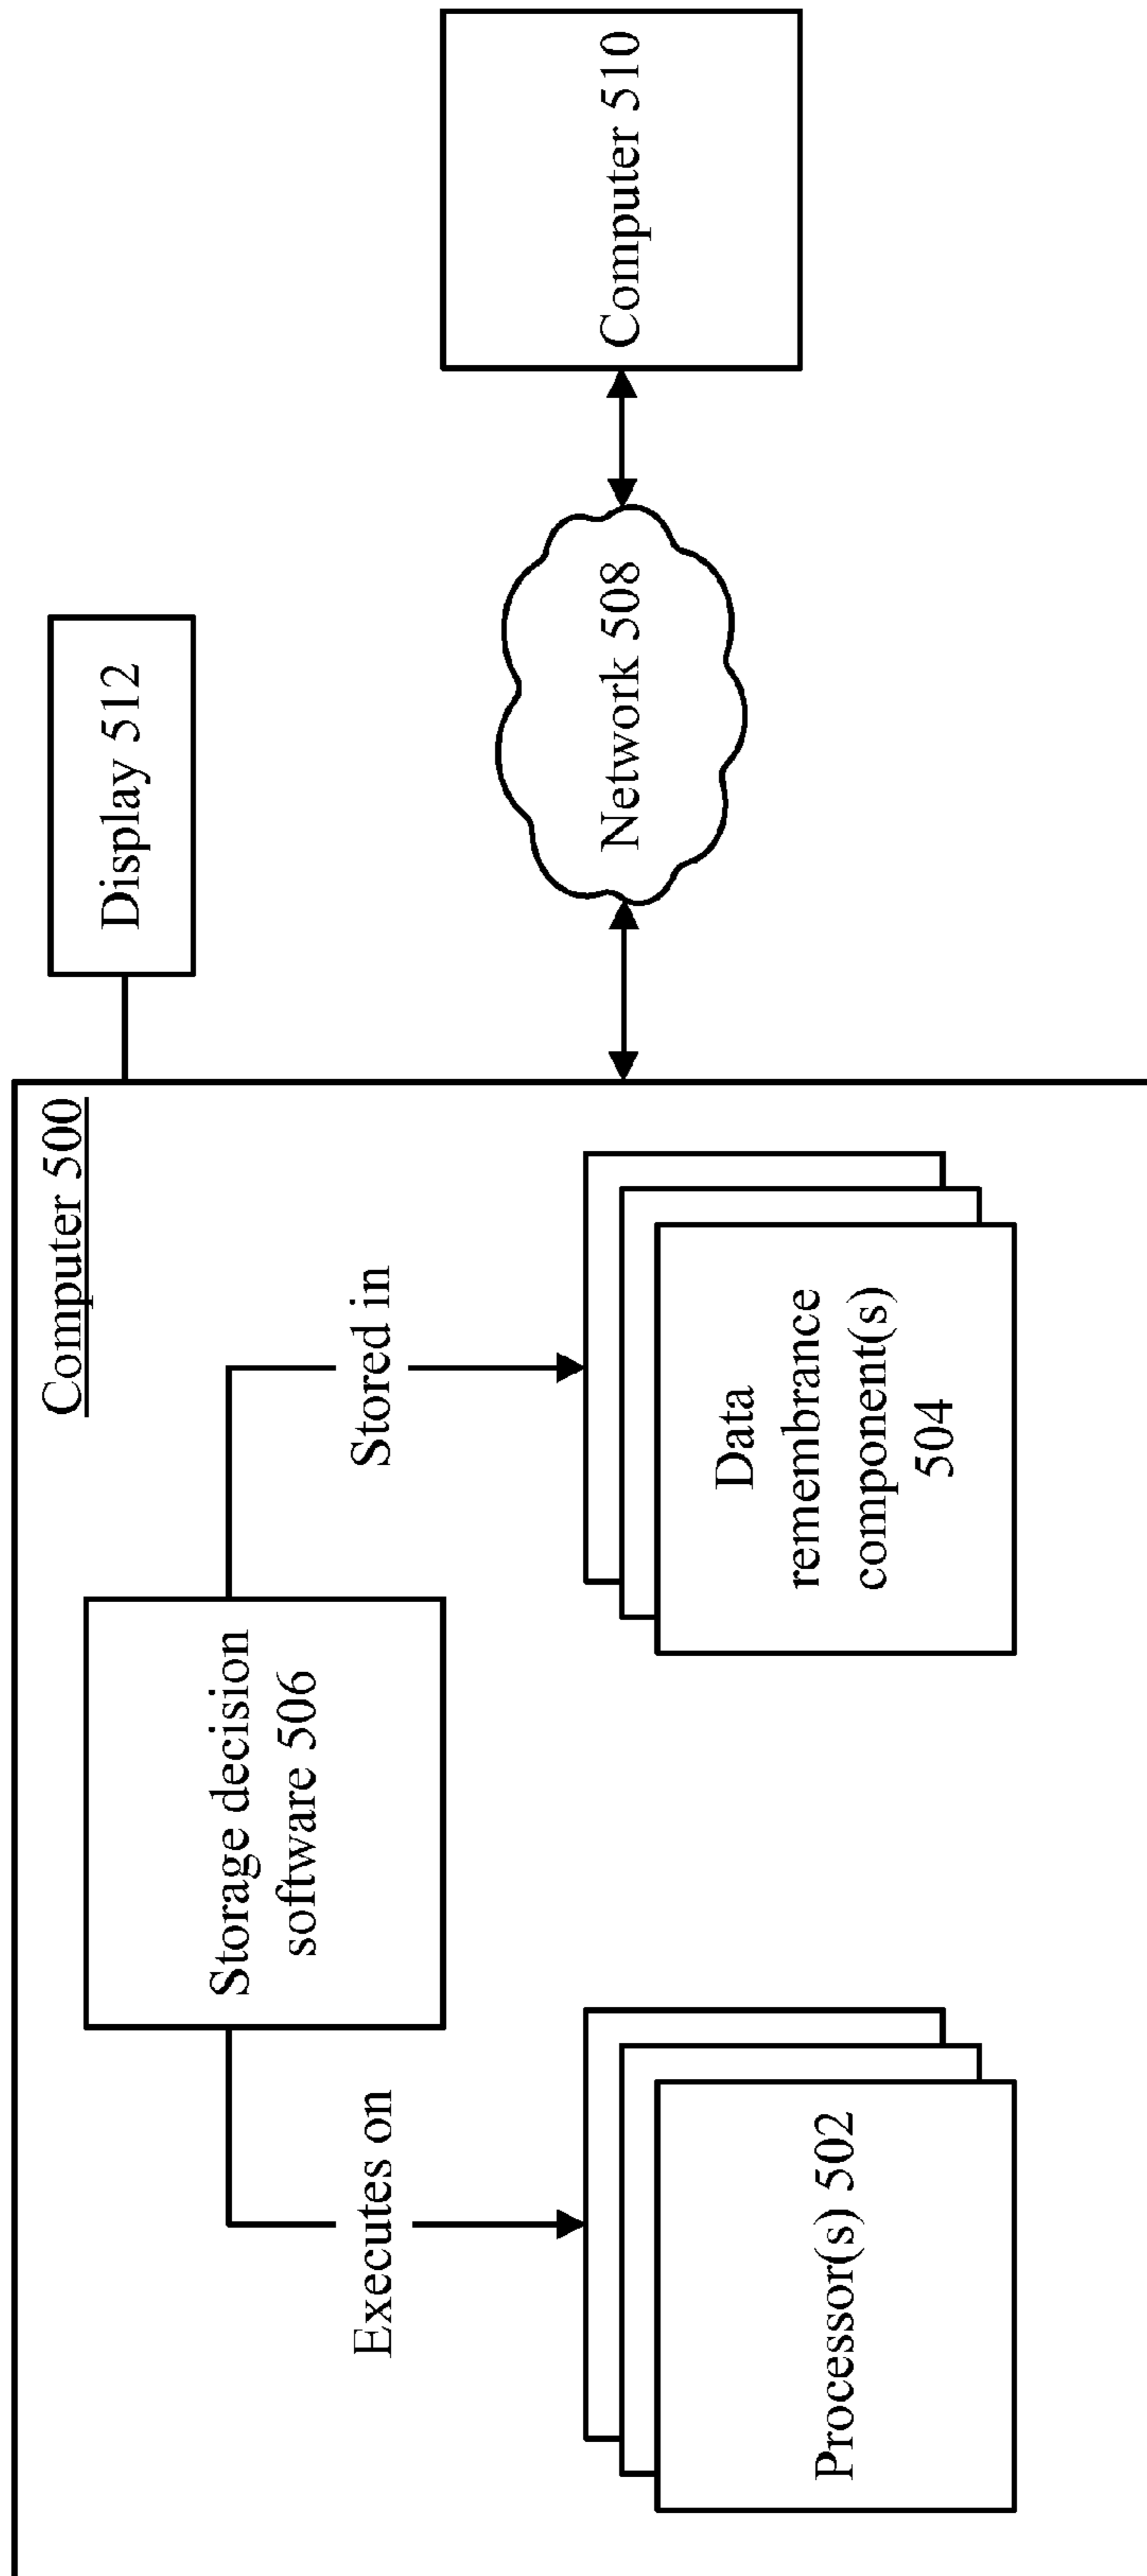 Computer 500
Storage decision
software 506
Executes on
Stored in
Processor(s) 502
Data
remembrance
component(s)
504
Display 512
Network 508
Computer 510